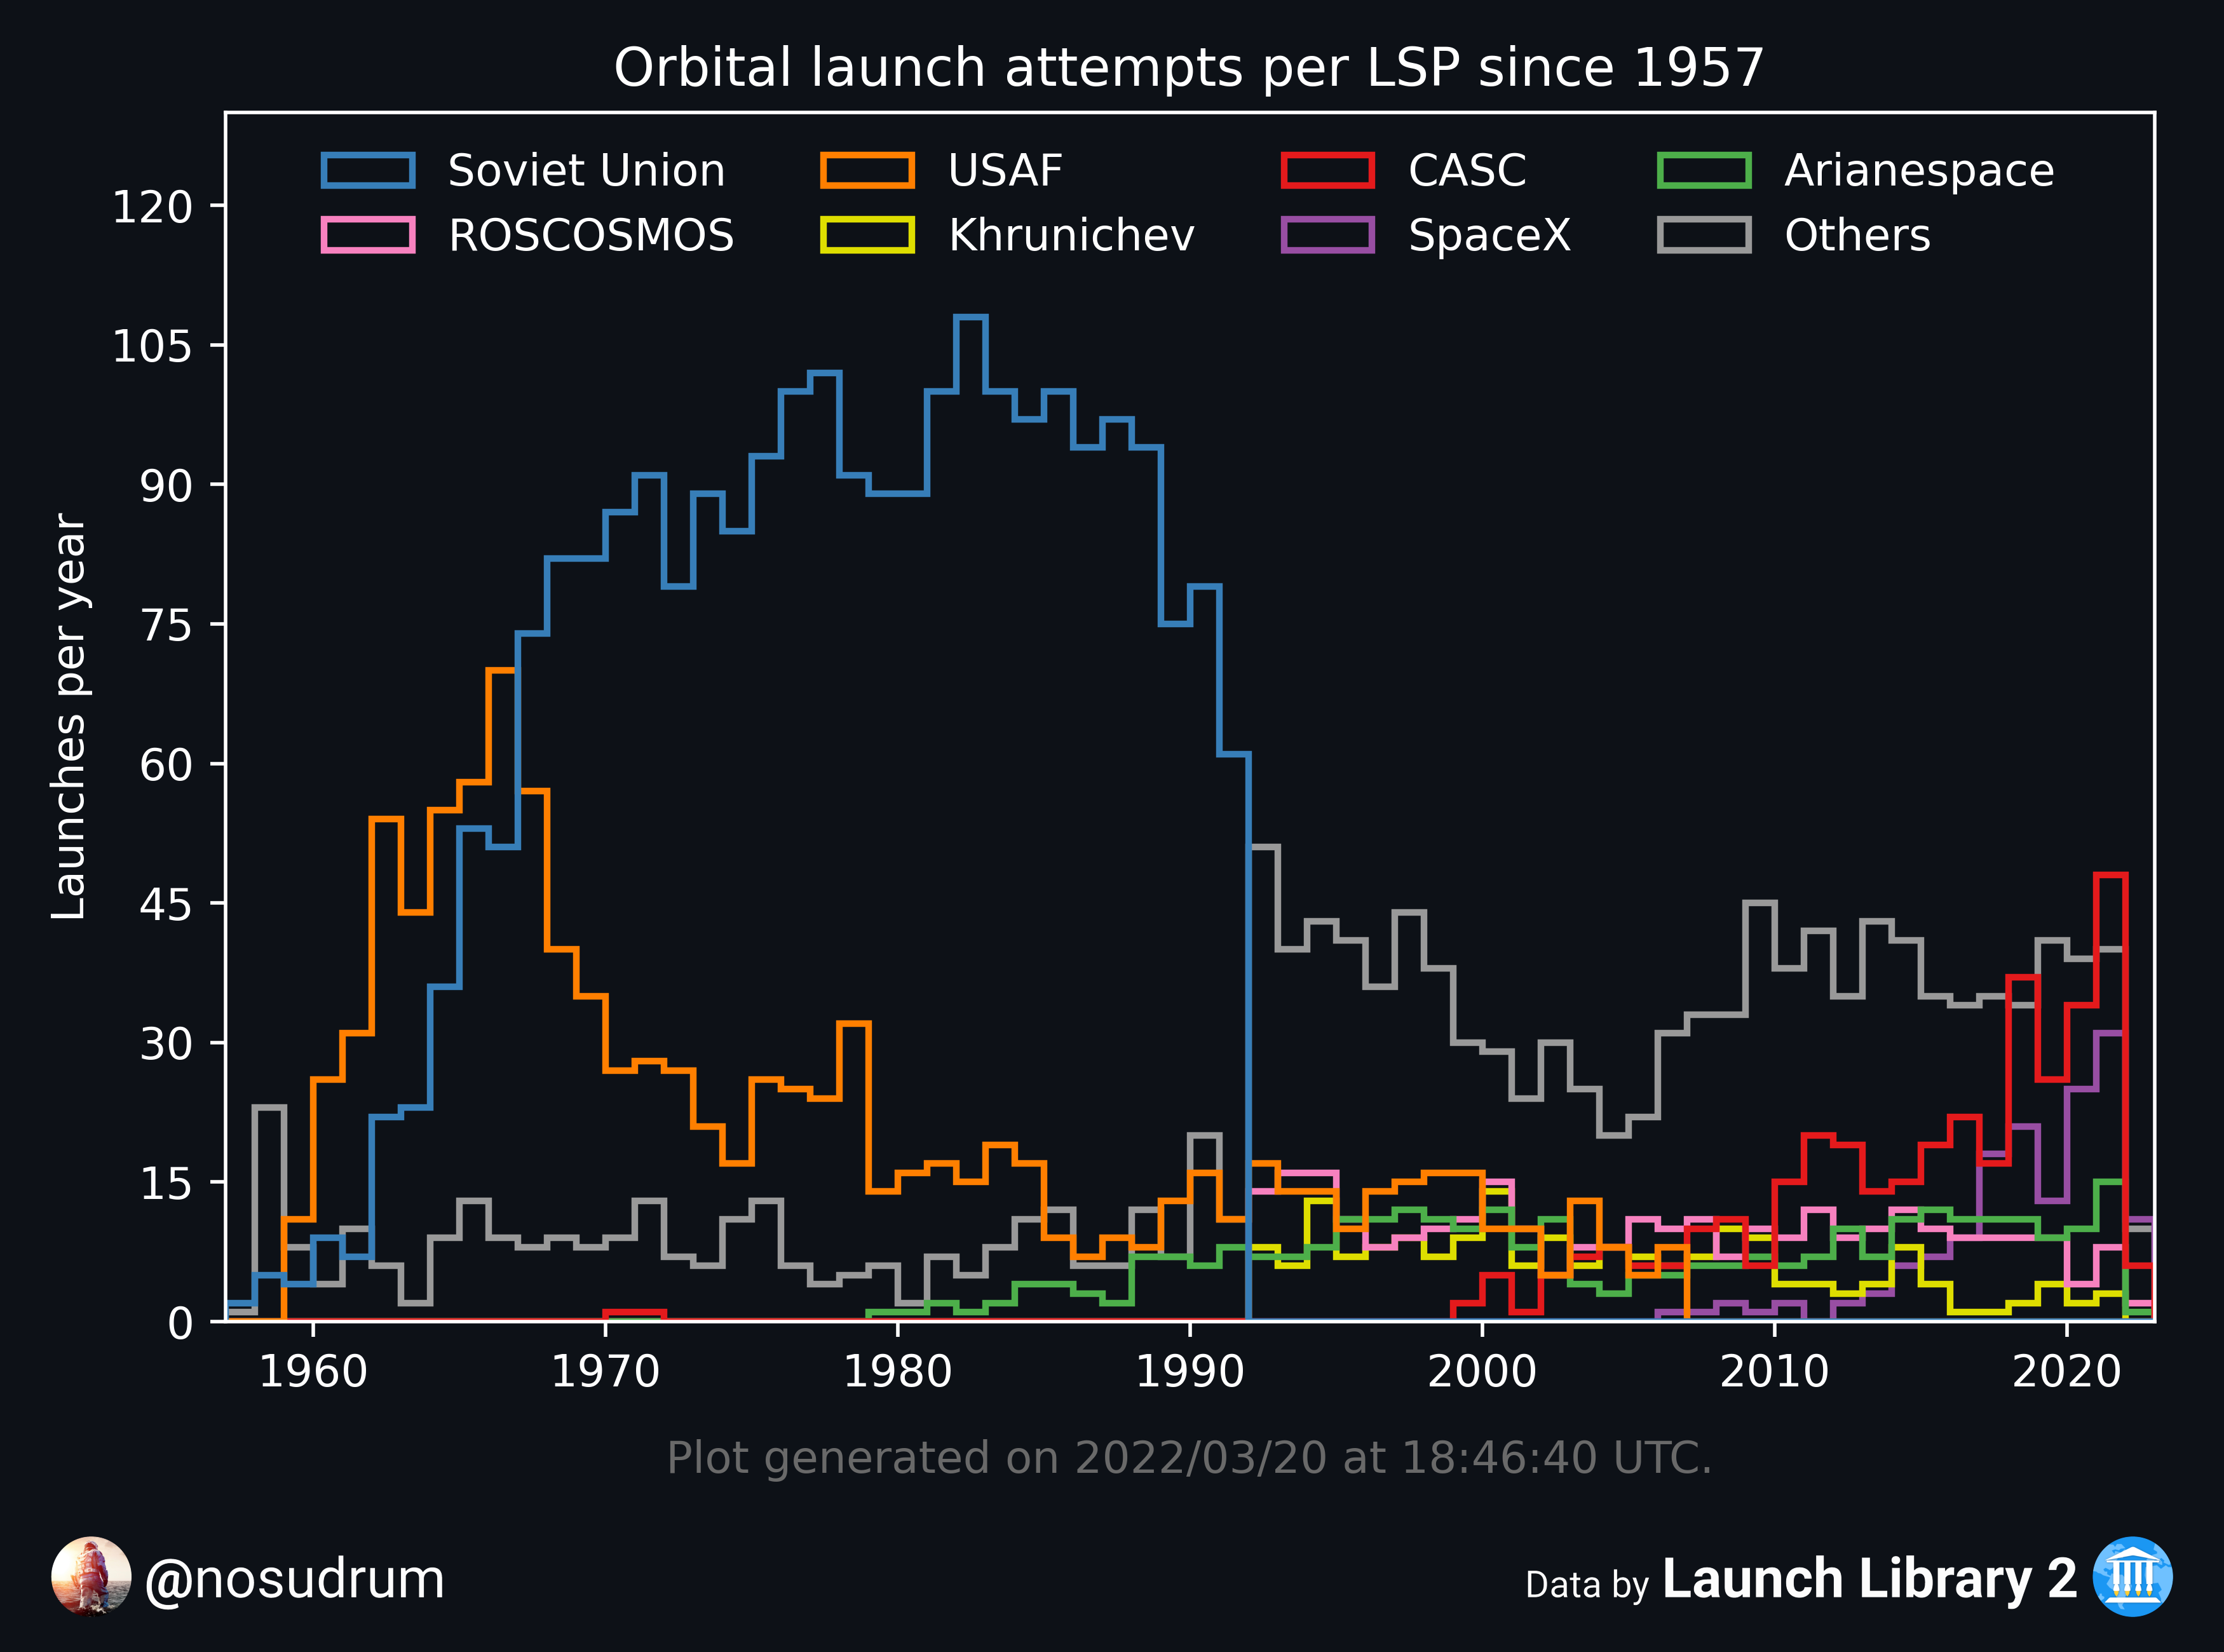 Orbital launch attempts per LSP since 1957
Soviet Union USAF CASC Arianespace
ROSCOSMOS Khrunichev SpaceX Others
Launches per year
120
105
90
75
60
45
30
15
0
1960 1970 1980 1990 2000 2010 2020
Plot generated on 2022/03/20 at 18:46:40 UTC.
@nosudrum
Data by Launch Library 2